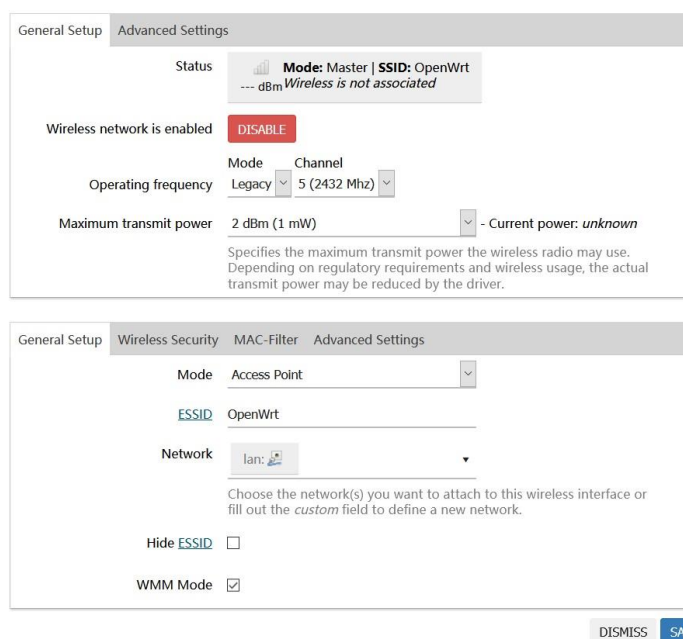 General Setup Advanced Settings
Status
Mode: Master | SSID: OpenWrt
--- dBm Wireless is not associated
Wireless network is enabled DISABLE
Mode Channel
Operating frequency Legacy 5 (2432 Mhz)
Maximum transmit power 2 dBm (1 mW) - Current power: unknown
Specifies the maximum transmit power the wireless radio may use.
Depending on regulatory requirements and wireless usage, the actual
transmit power may be reduced by the driver.
General Setup Wireless Security MAC-Filter Advanced Settings
Mode Access Point
ESSID OpenWrt
Network lan:
Choose the network(s) you want to attach to this wireless interface or
fill out the custom field to define a new network.
Hide ESSID
WMM Mode
DISMISS SA